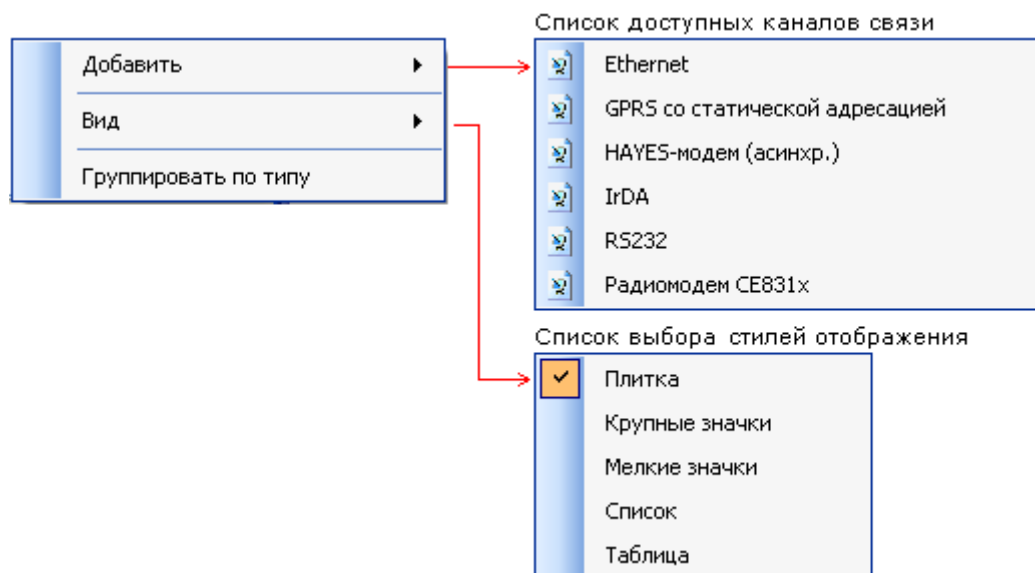 Добавить
Вид
Группировать по типу
Список доступных каналов связи
Ethernet
GPRS со статической адресацией
HAYES-модем (асинхр.)
IrDA
RS232
Радиомодем CE831x
Список выбора стилей отображения
Плитка
Крупные значки
Мелкие значки
Список
Таблица